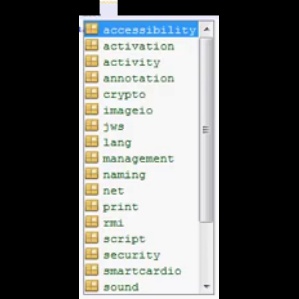 accessibility
activation
activity
annotation
crypto
imageio
jws
lang
management
naming
net
print
rmi
script
security
smartcardio
sound